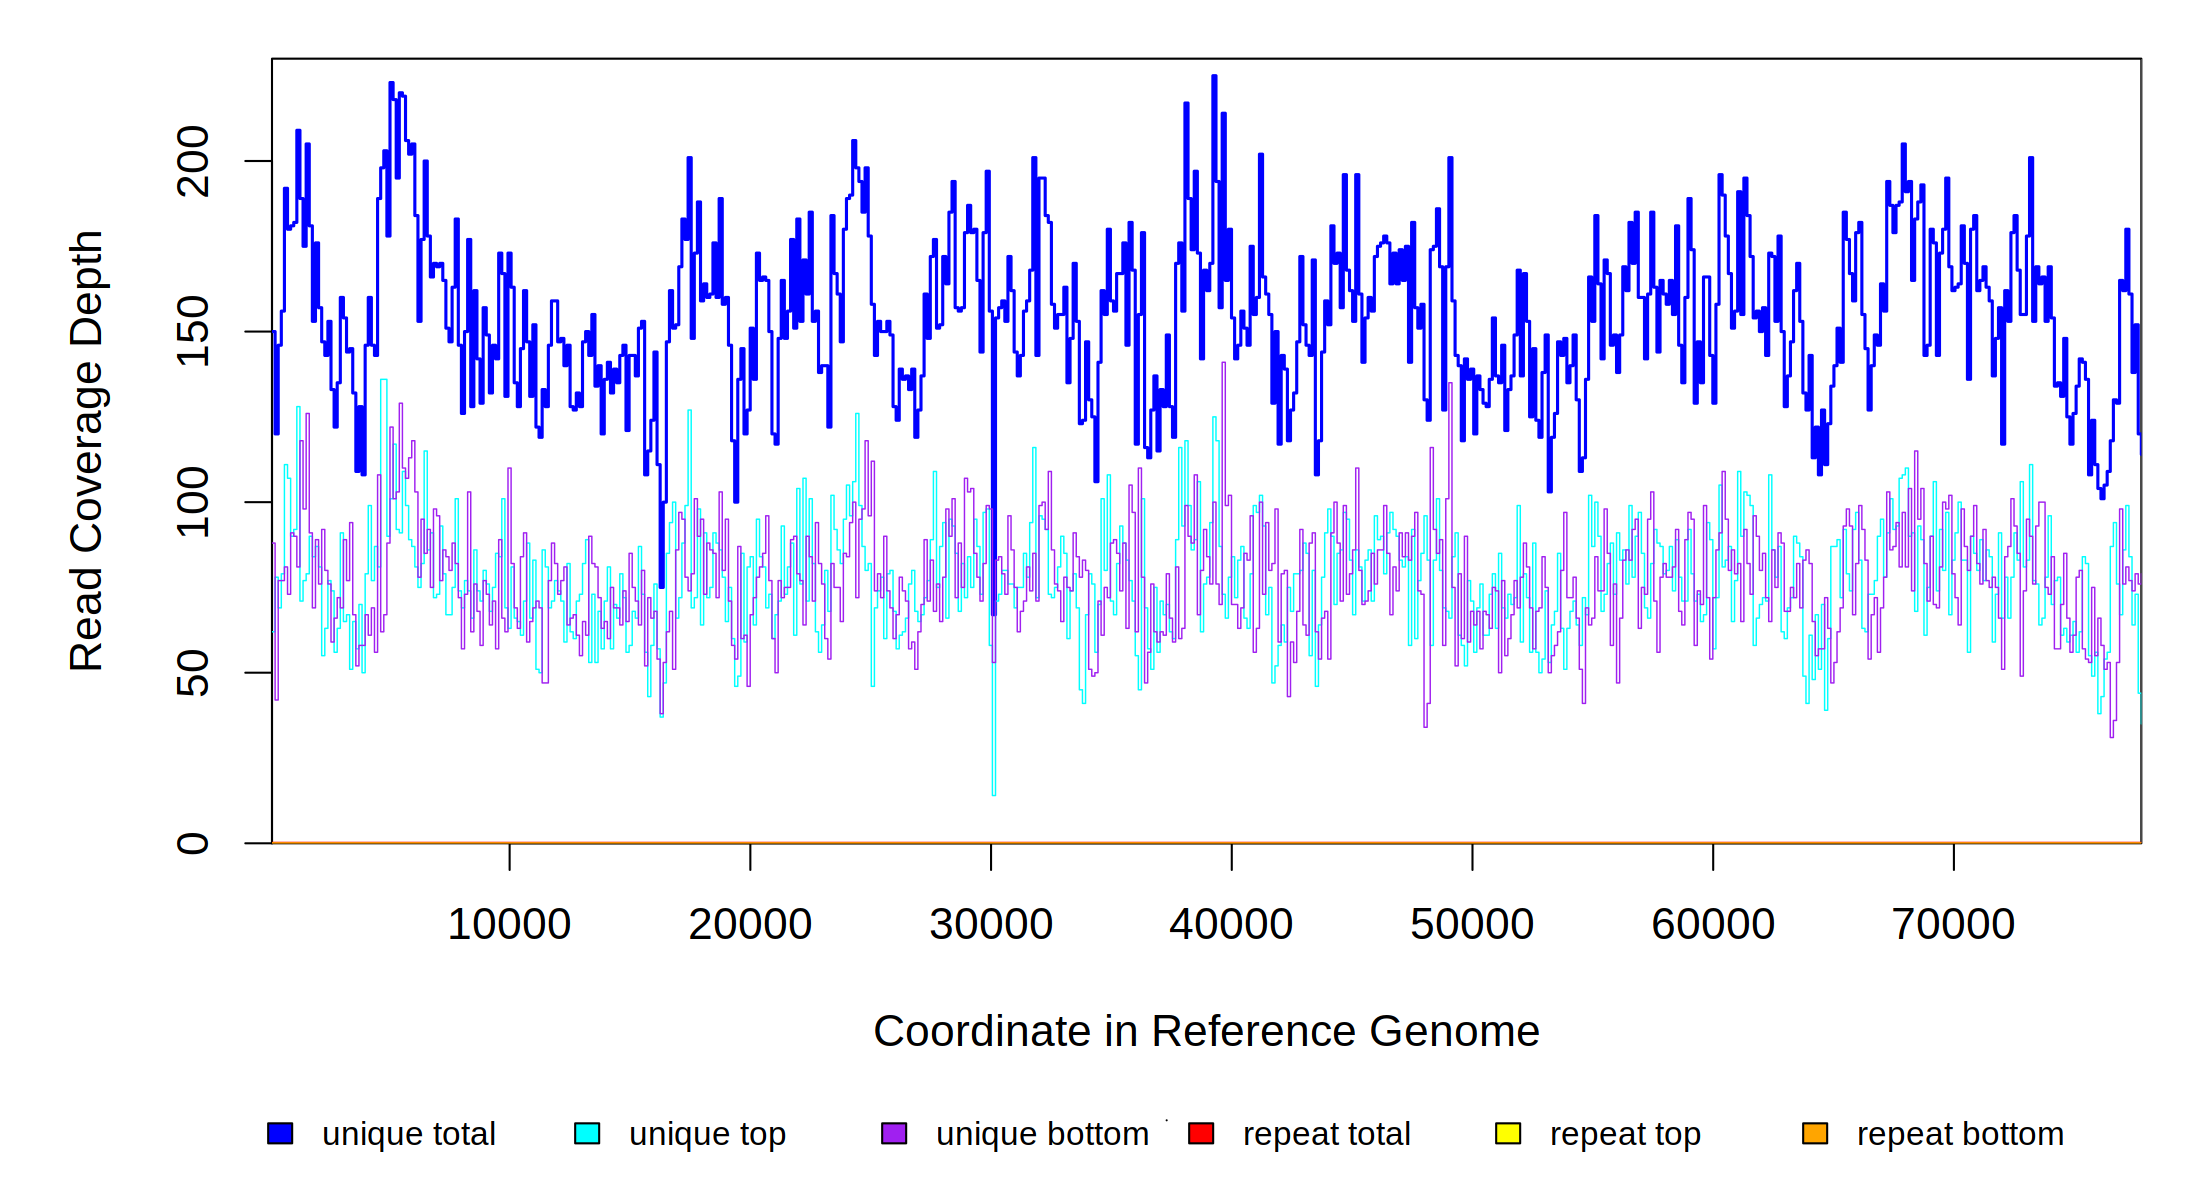 Read Coverage Depth
200
150
100
50
0
10000 20000 30000 40000 50000 60000 70000
Coordinate in Reference Genome
unique total unique top unique bottom repeat total repeat top repeat bottom